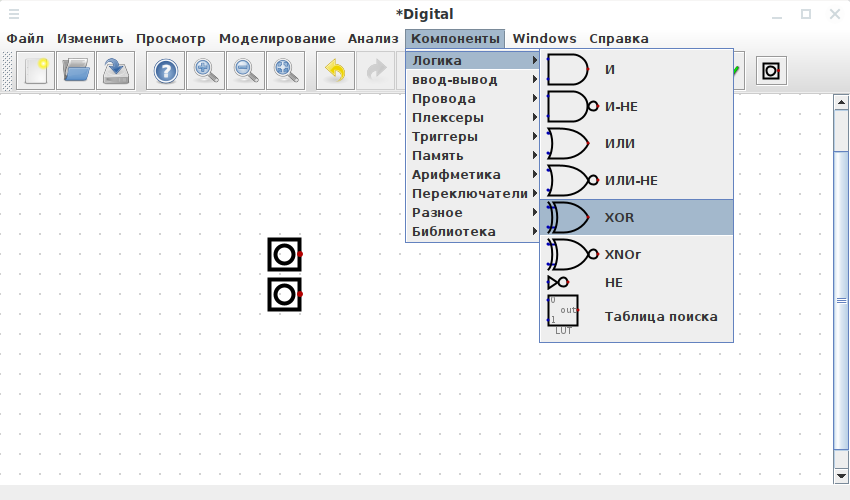 *Digital
Файл Изменить Просмотр Моделирование Анализ Компоненты Windows Справка
Логика
ввод-вывод
Провода
Плексеры
Триггеры
Память
Арифметика
Переключатели
Разное
Библиотека
И
И-НЕ
ИЛИ
ИЛИ-НЕ
XOR
XNOr
НЕ
0
out
1
LUT
Таблица поиска